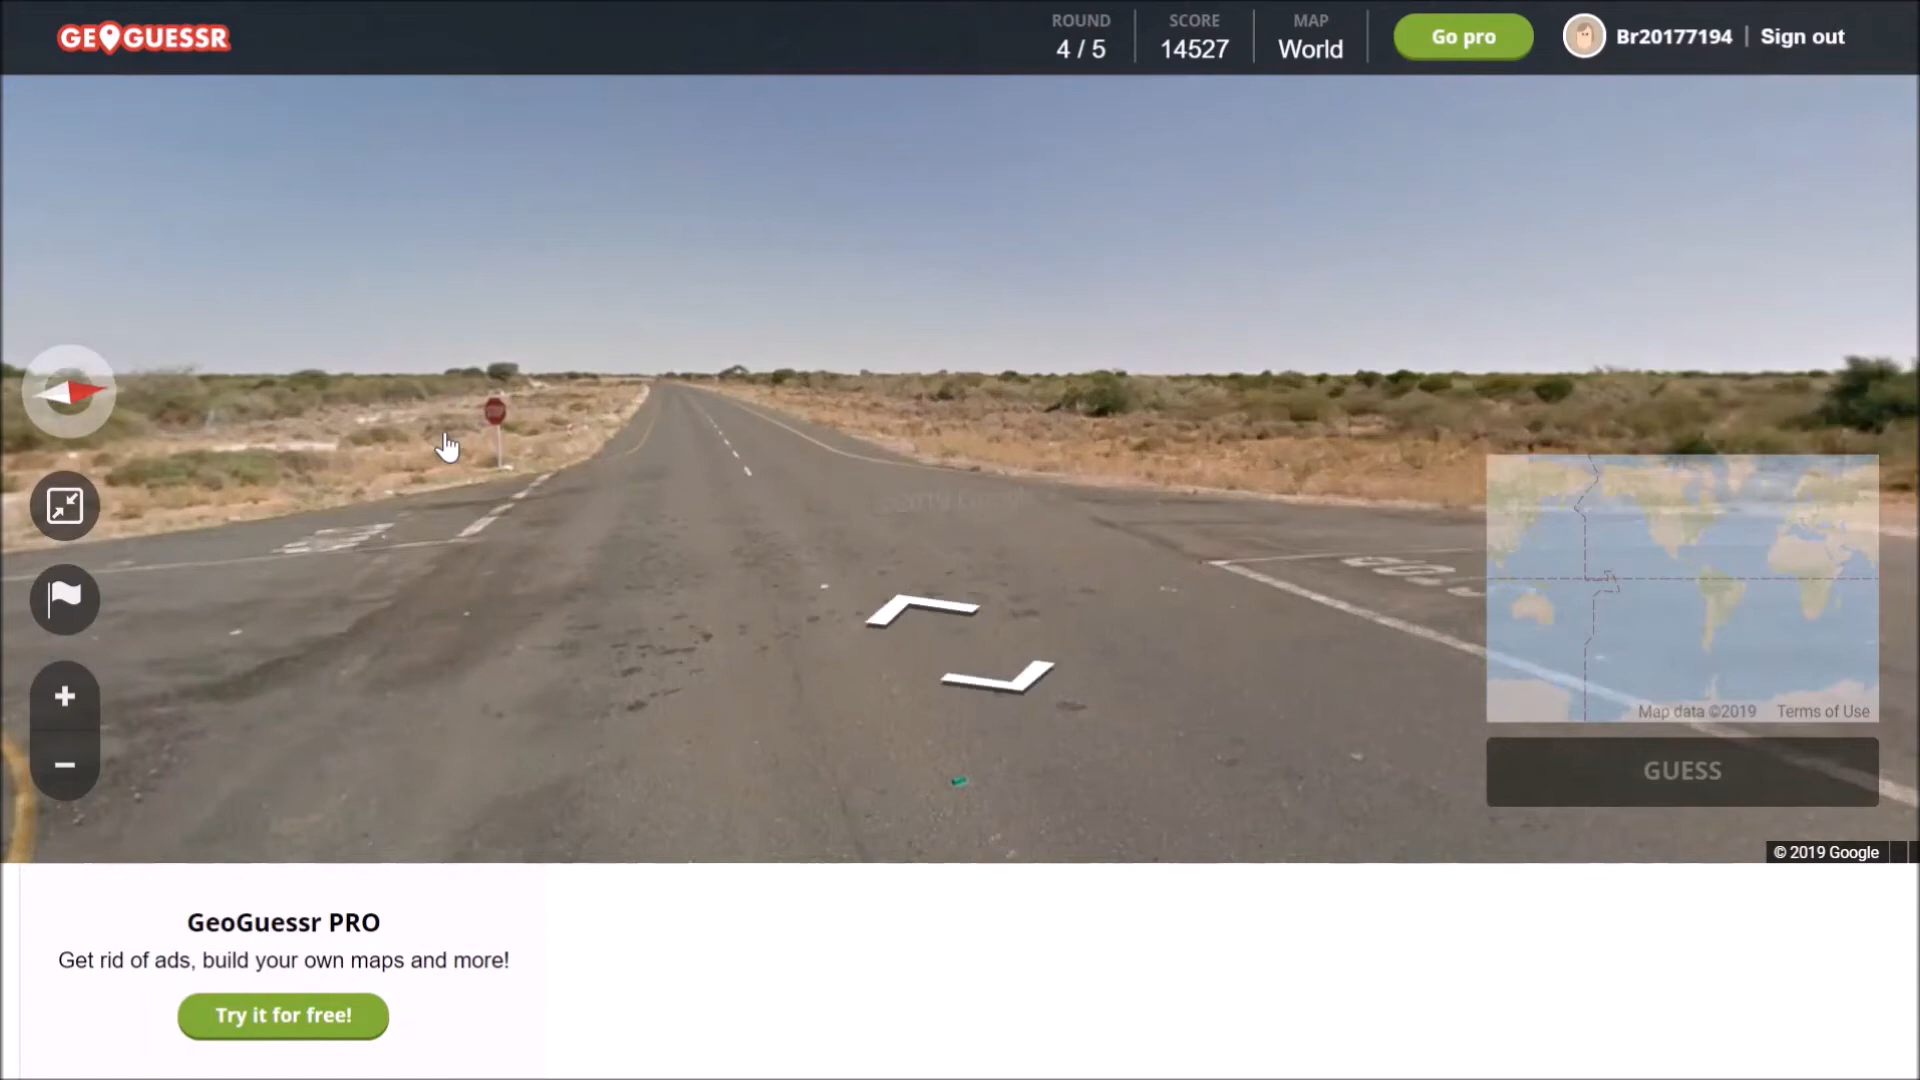 GEOGUESSR
ROUND
4 / 5
SCORE
14527
MAP
World
Go pro
Br20177194 | Sign out
STOP
Map data ©2019 Terms of Use
GUESS
© 2019 Google
GeoGuessr PRO
Get rid of ads, build your own maps and more!
Try it for free!